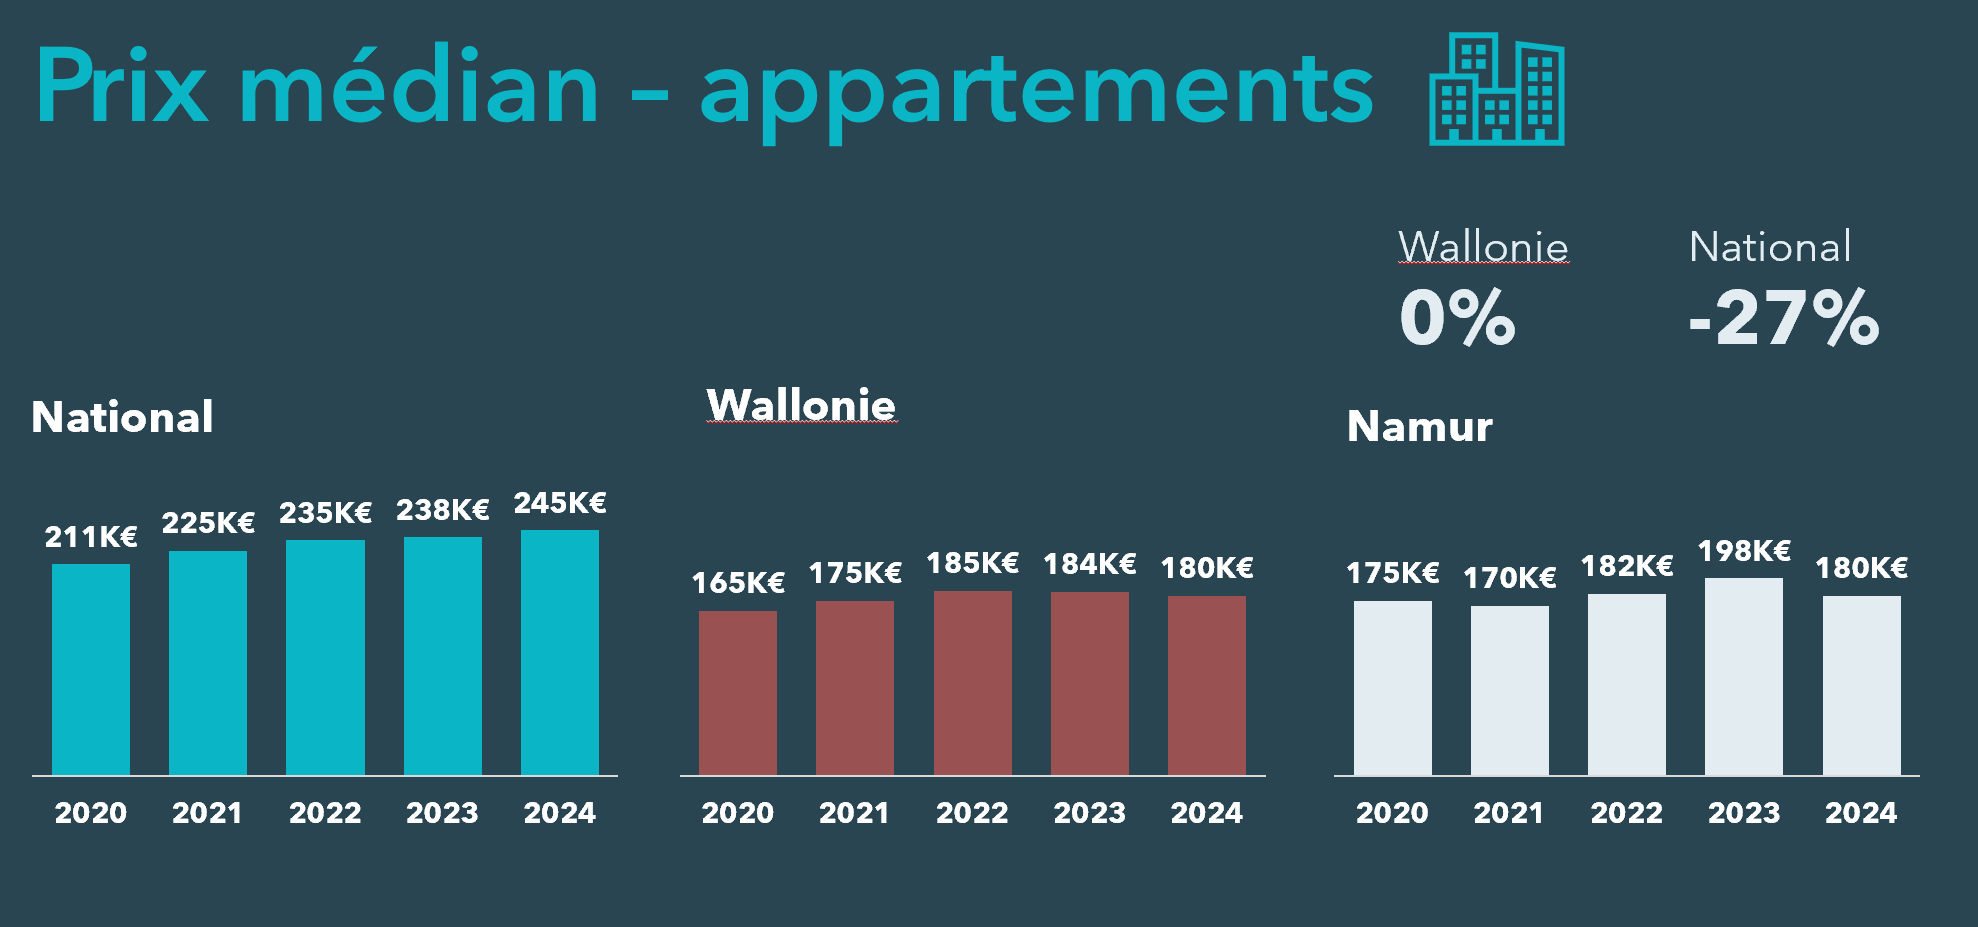 Prix médian – appartements
Wallonie
0%
National
-27%
National
211K€ 225K€ 235K€ 238K€ 245K€
2020 2021 2022 2023 2024
Wallonie
165K€ 175K€ 185K€ 184K€ 180K€
2020 2021 2022 2023 2024
Namur
175K€ 170K€ 182K€ 198K€ 180K€
2020 2021 2022 2023 2024